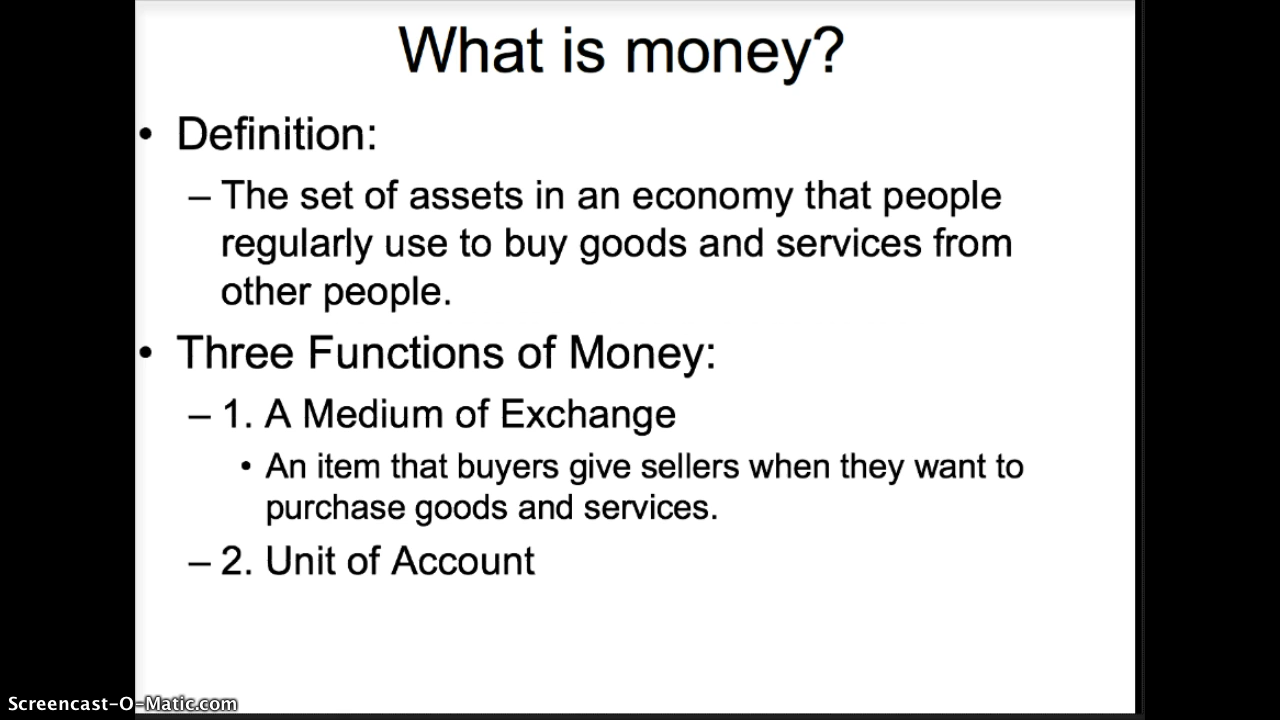 What is money?
• Definition:
– The set of assets in an economy that people
regularly use to buy goods and services from
other people.
• Three Functions of Money:
– 1. A Medium of Exchange
• An item that buyers give sellers when they want to
purchase goods and services.
– 2. Unit of Account
Screencast-O-Matic.com